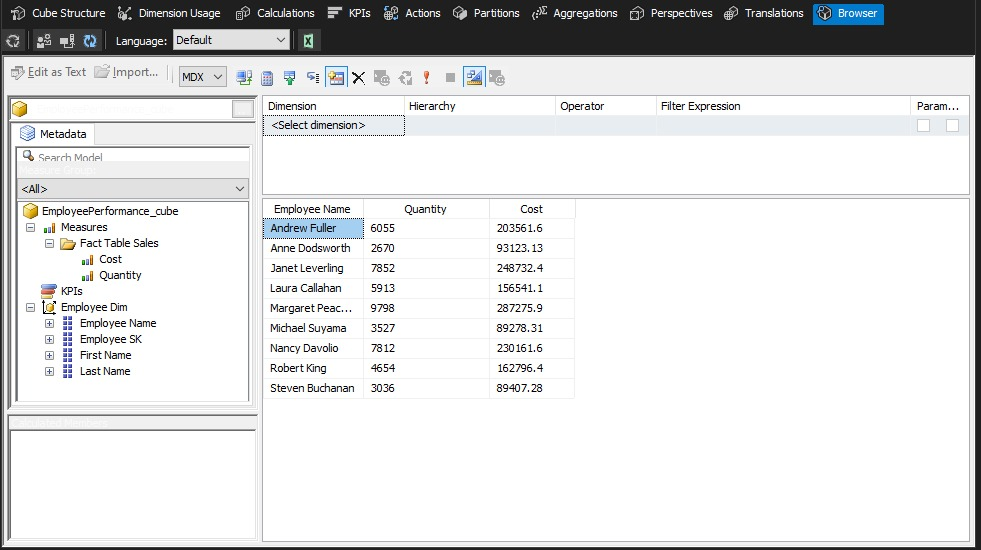 Cube Structure Dimension Usage Calculations KPIs Actions Partitions Aggregations Perspectives Translations Browser
Language: Default
Edit as Text Import... MDX
Metadata
Search Model
Measure Group:
<All>
EmployeePerformance_cube
Measures
Fact Table Sales
Cost
Quantity
KPIs
Employee Dim
Employee Name
Employee SK
First Name
Last Name
Calculated Members
Dimension Hierarchy Operator Filter Expression Param...
<Select dimension>
Employee Name Quantity Cost
Andrew Fuller 6055 203561.6
Anne Dodsworth 2670 93123.13
Janet Leverling 7852 248732.4
Laura Callahan 5913 156541.1
Margaret Peac... 9798 287275.9
Michael Suyama 3527 89278.31
Nancy Davolio 7812 230161.6
Robert King 4654 162796.4
Steven Buchanan 3036 89407.28